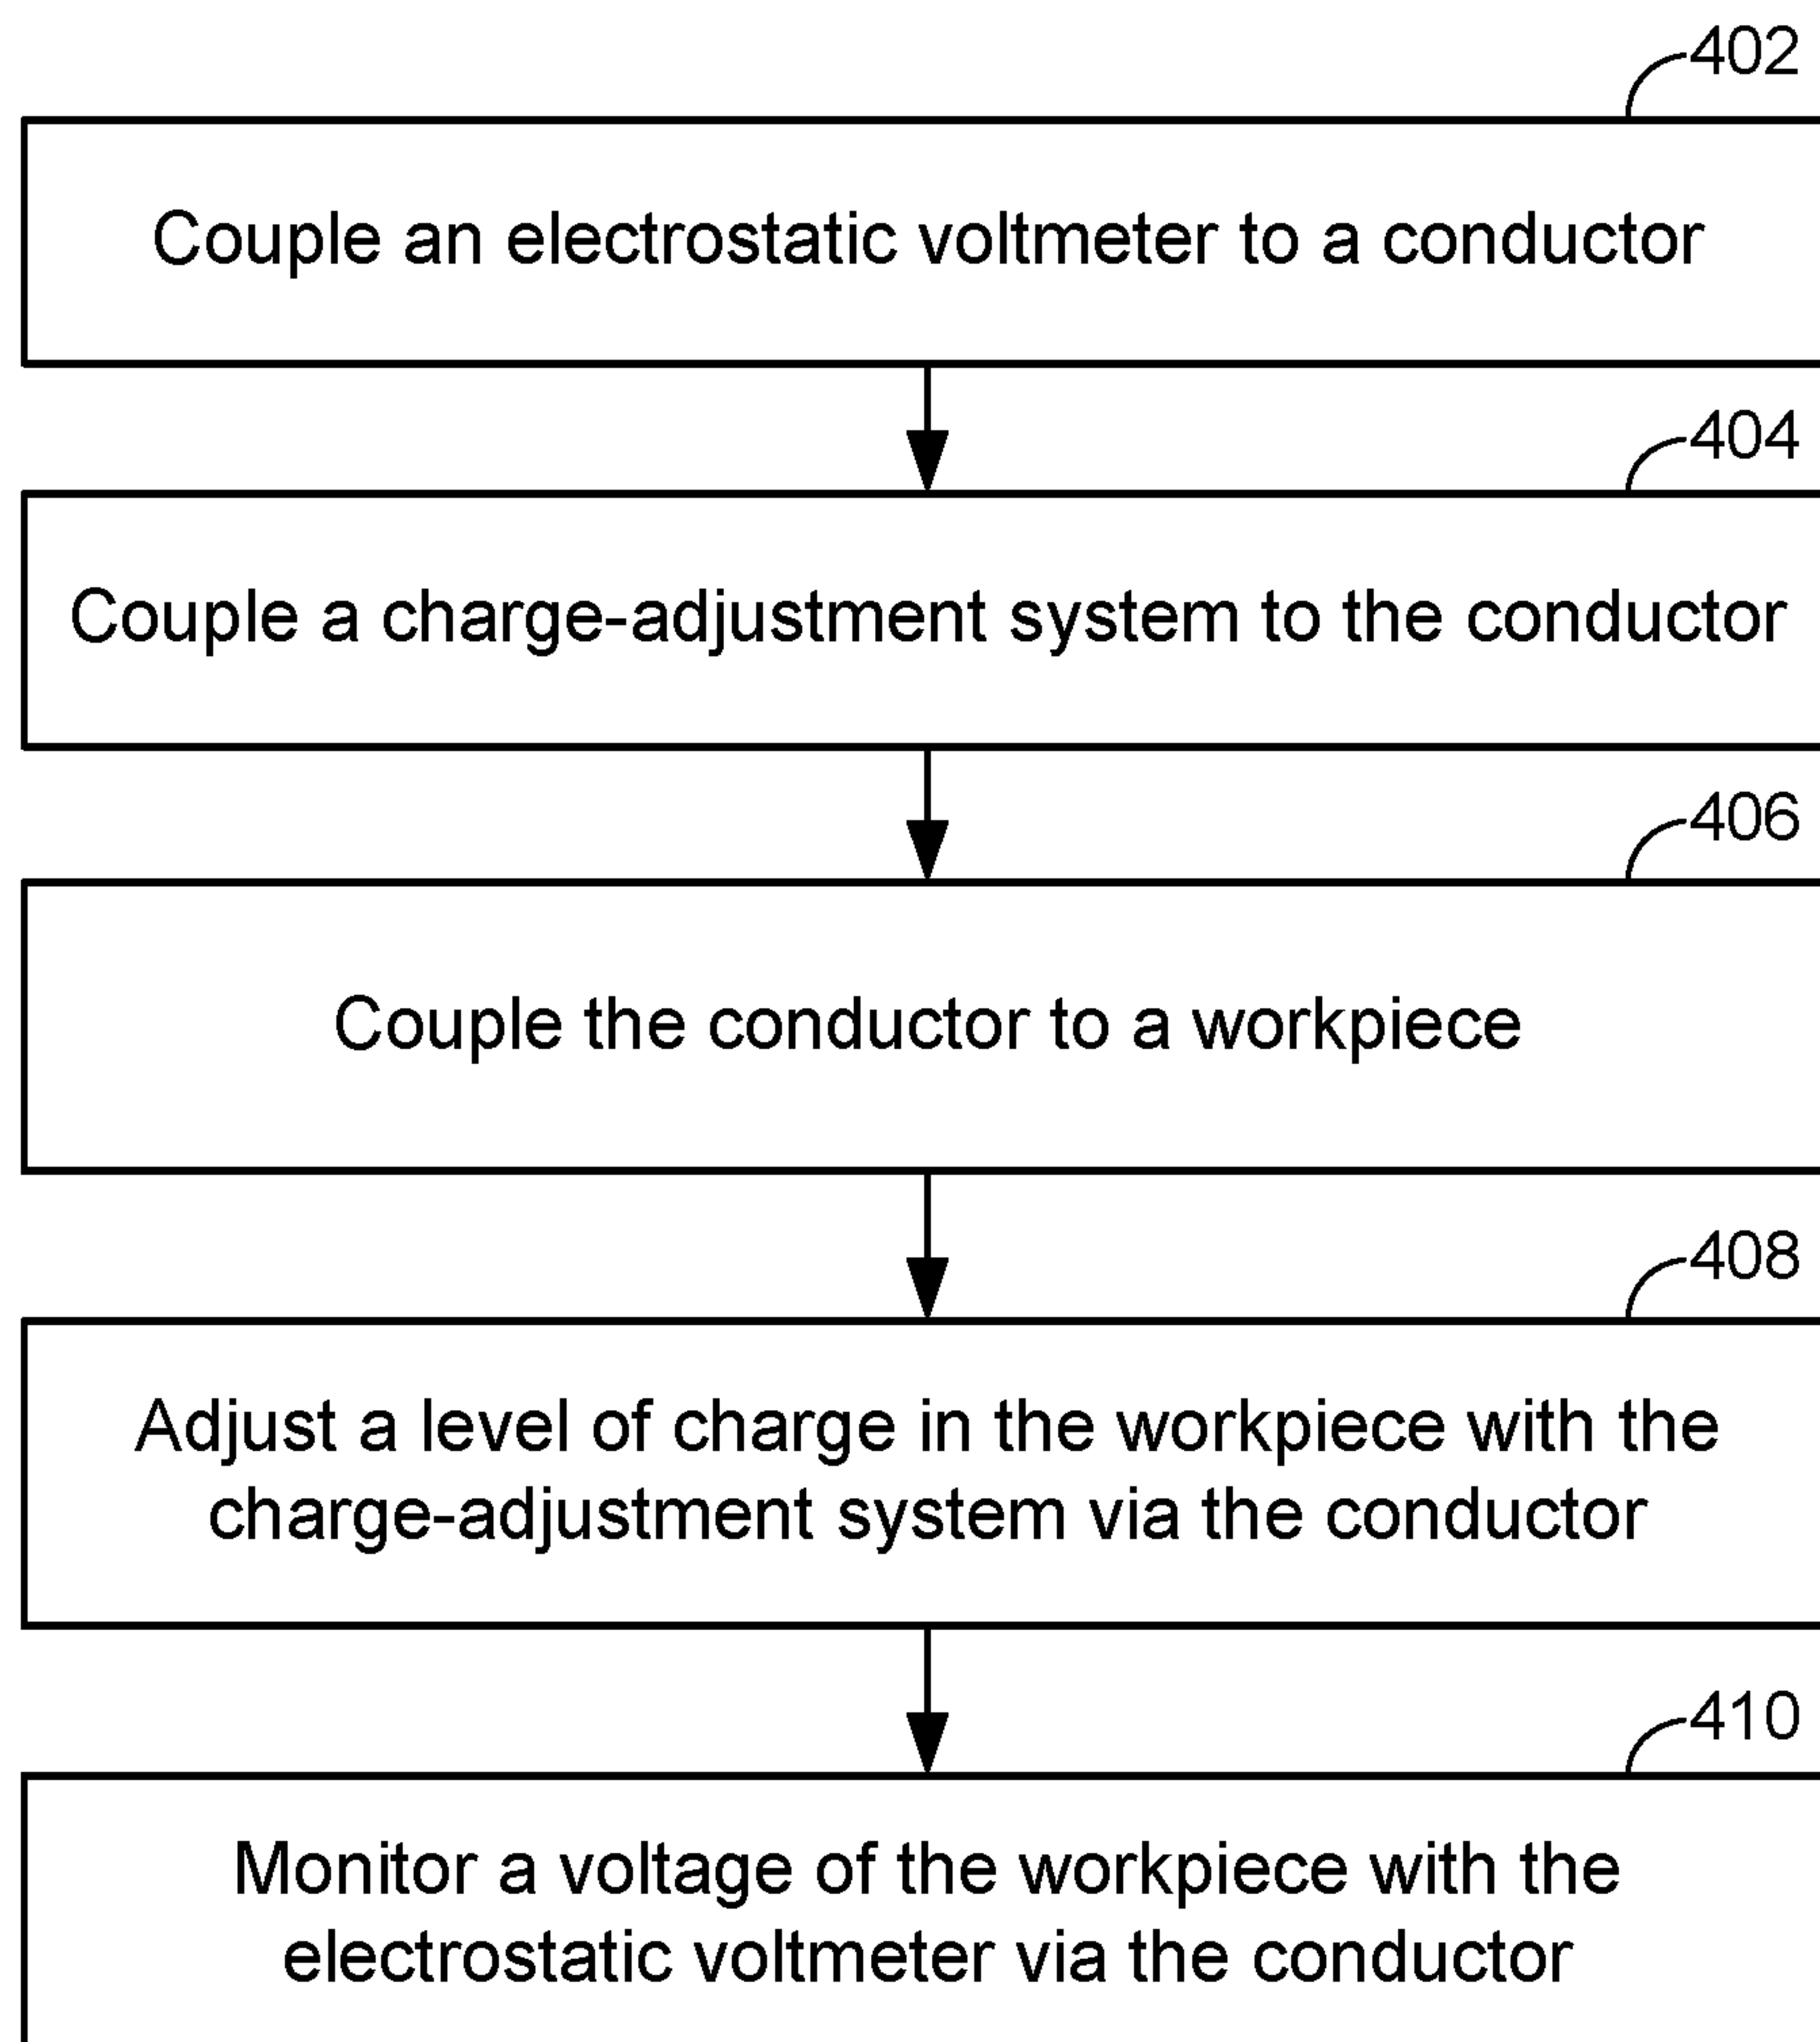 402
Couple an electrostatic voltmeter to a conductor
404
Couple a charge-adjustment system to the conductor
406
Couple the conductor to a workpiece
408
Adjust a level of charge in the workpiece with the
charge-adjustment system via the conductor
410
Monitor a voltage of the workpiece with the
electrostatic voltmeter via the conductor